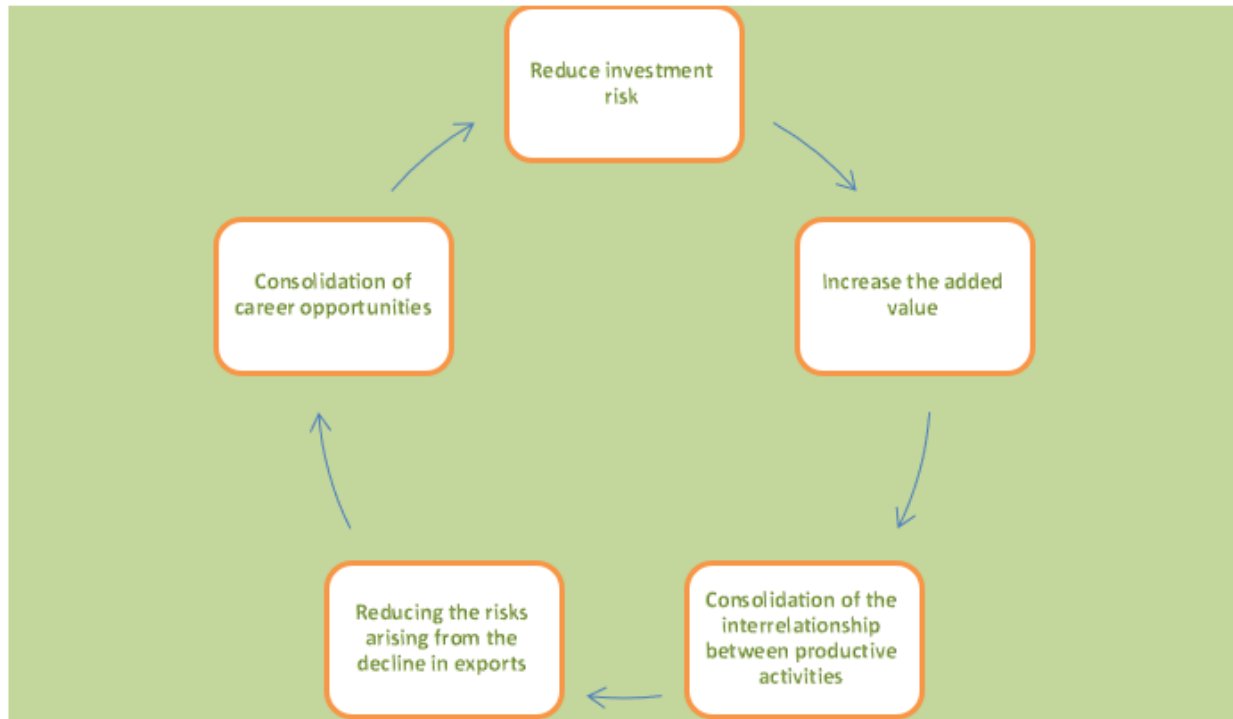 Reduce investment
risk
Increase the added
value
Consolidation of the
interrelationship
between productive
activities
Reducing the risks
arising from the
decline in exports
Consolidation of
career opportunities